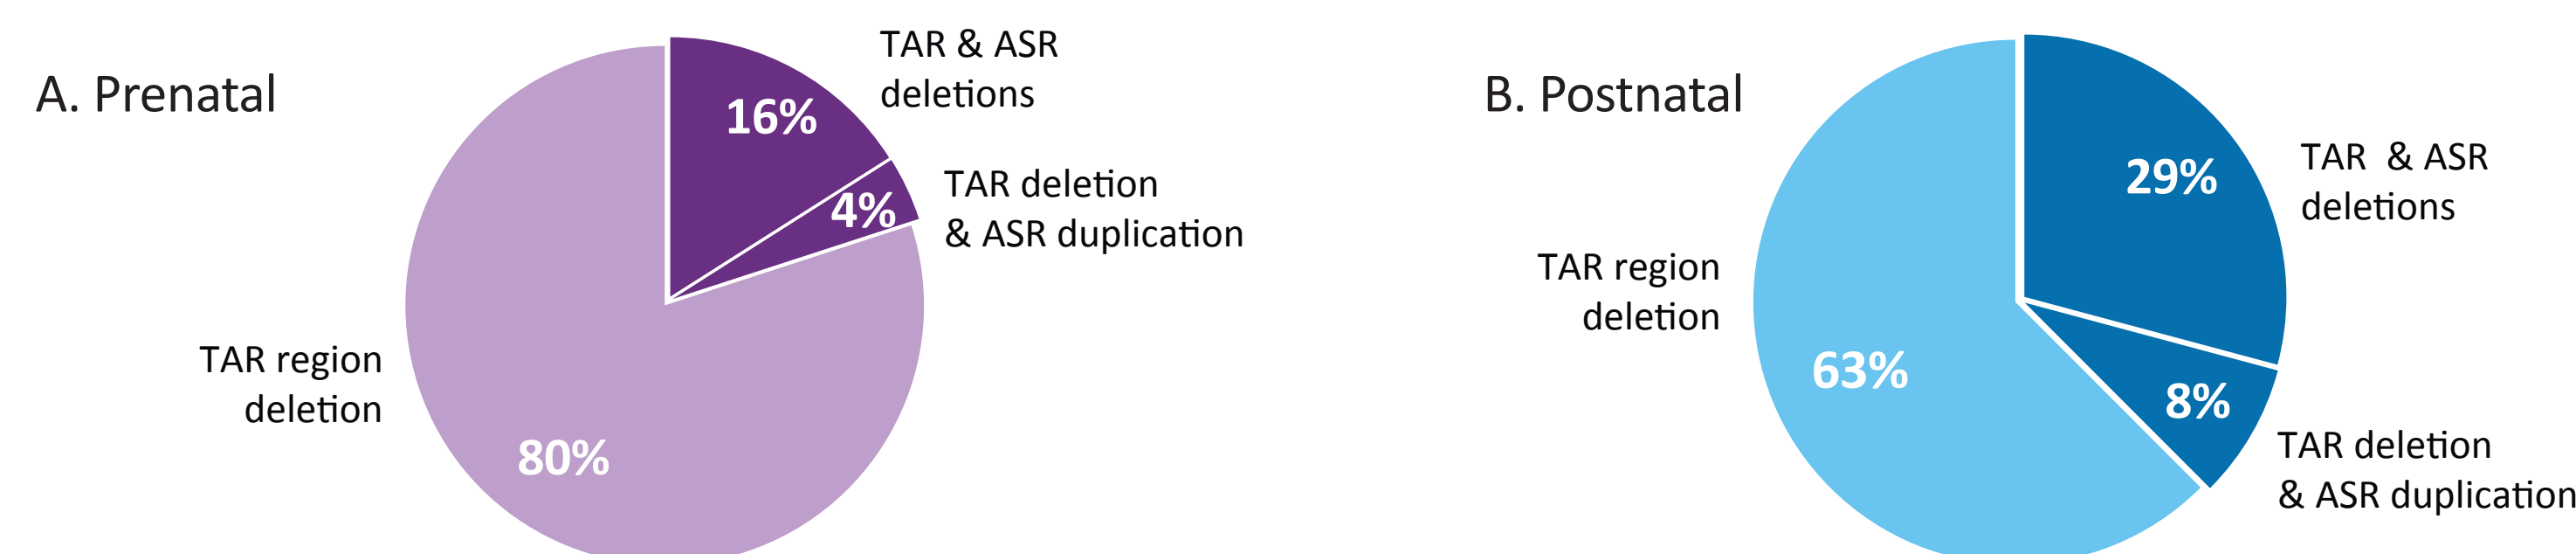 A. Prenatal
TAR & ASR
deletions
16%
TAR deletion
& ASR duplication
4%
TAR region
deletion
80%
B. Postnatal
TAR & ASR
deletions
29%
TAR region
deletion
63%
8%
TAR deletion
& ASR duplication